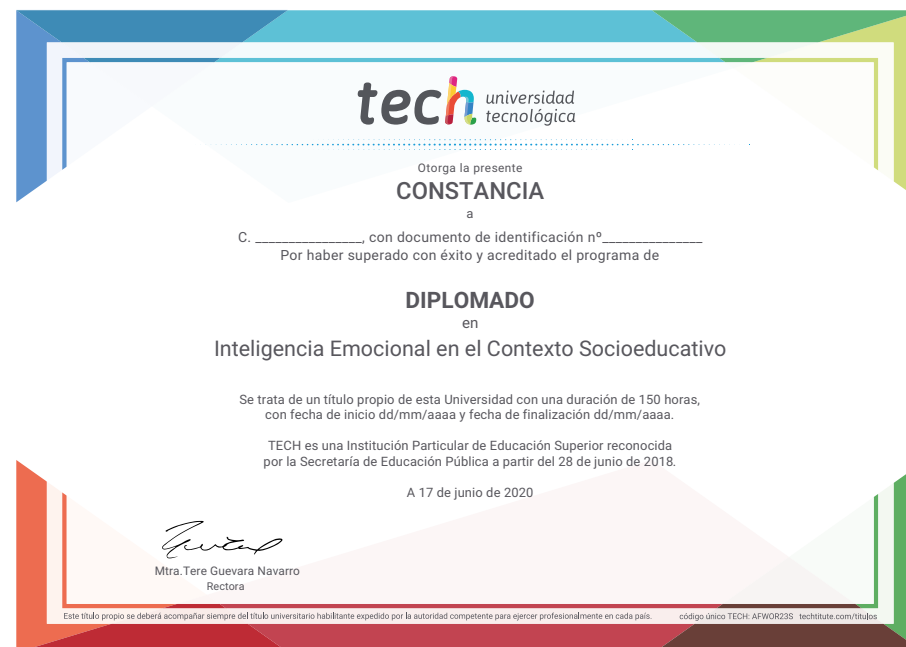 tech universidad
tecnológica
Otorga la presente
CONSTANCIA
a
C. ________________, con documento de identificación nº_______________
Por haber superado con éxito y acreditado el programa de
DIPLOMADO
en
Inteligencia Emocional en el Contexto Socioeducativo
Se trata de un título propio de esta Universidad con una duración de 150 horas,
con fecha de inicio dd/mm/aaaa y fecha de finalización dd/mm/aaaa.
TECH es una Institución Particular de Educación Superior reconocida
por la Secretaría de Educación Pública a partir del 28 de junio de 2018.
A 17 de junio de 2020
Mtra.Tere Guevara Navarro
Rectora
Este título propio se deberá acompañar siempre del título universitario habilitante expedido por la autoridad competente para ejercer profesionalmente en cada país. código único TECH: AFWOR23S techtitute.com/titulos